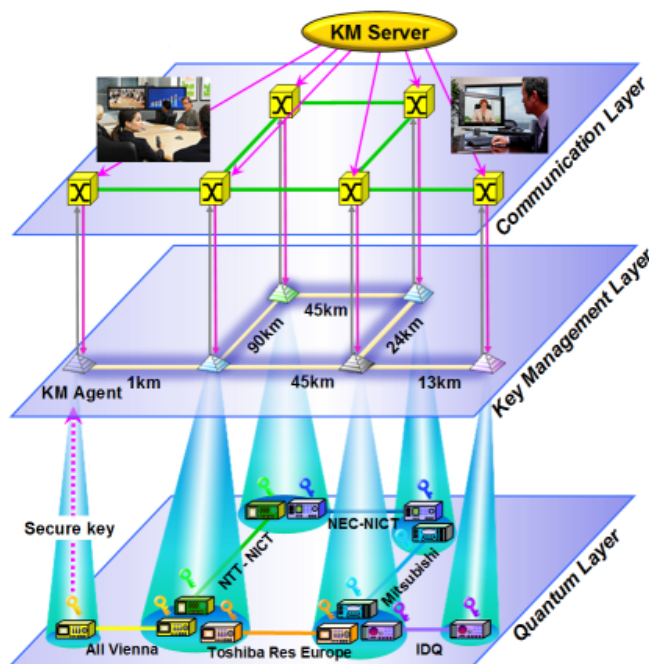 KM Server
Communication Layer
Key Management Layer
45km
90km
24km
1km
45km
13km
KM Agent
Secure key
NEC-NICT
NTT- NICT
Mitsubishi
Quantum Layer
All Vienna
Toshiba Res Europe
IDQ